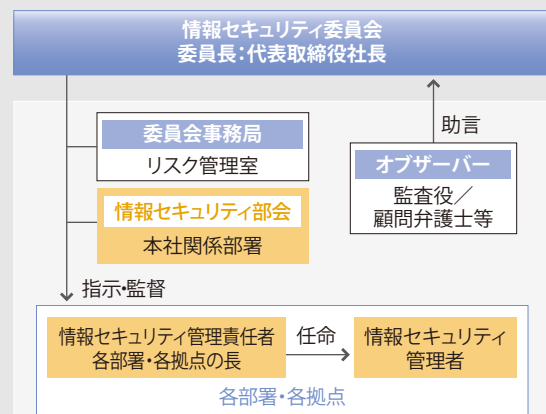 情報セキュリティ委員会
委員長：代表取締役社長
委員会事務局
リスク管理室
助言
オブザーバー
監査役／
顧問弁護士等
情報セキュリティ部会
本社関係部署
指示・監督
情報セキュリティ管理責任者
各部署・各拠点の長
任命
情報セキュリティ
管理者
各部署・各拠点